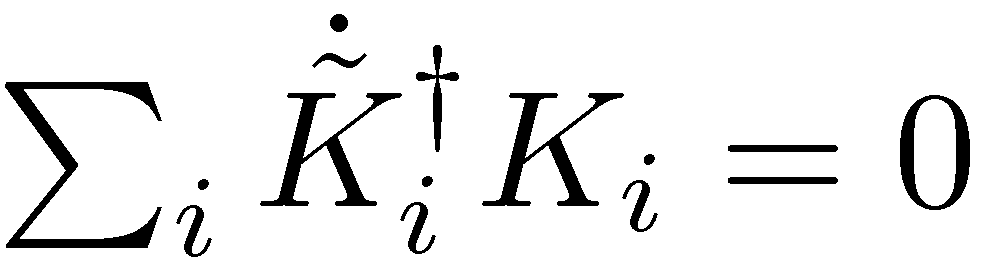 $\sum_i \dot{\tilde{K}}_i^\dagger K_i = 0$